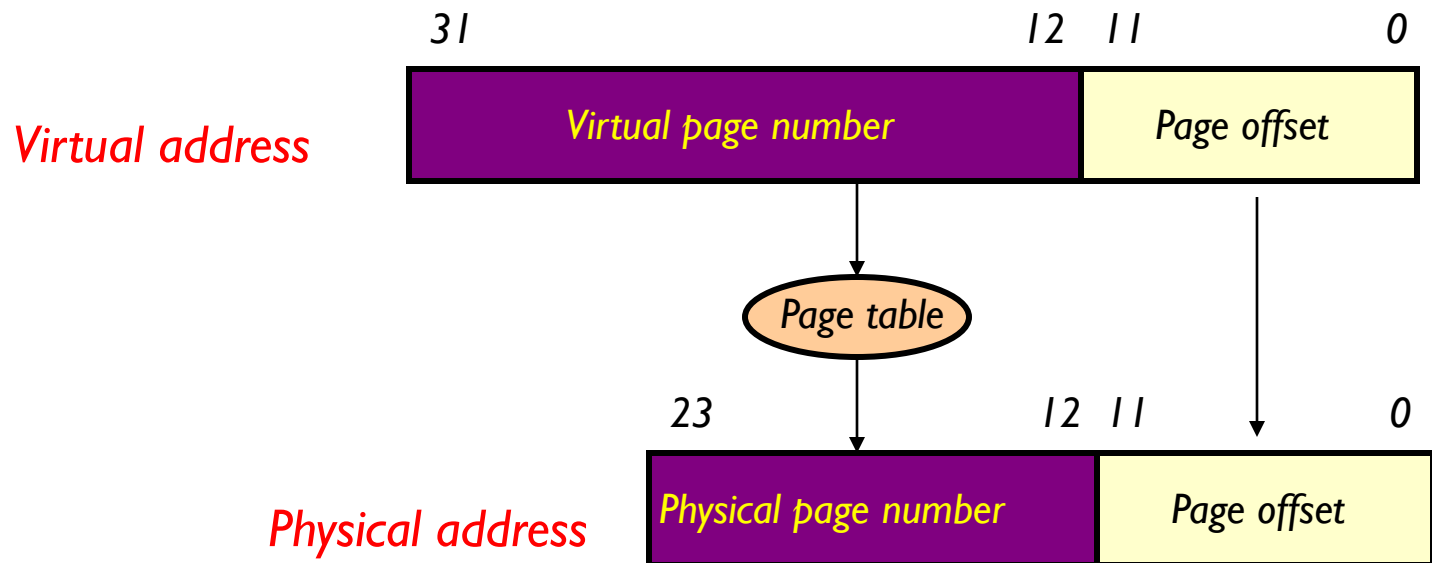 31 12 11 0
Virtual address Virtual page number Page offset
Page table
23 12 11 0
Physical address Physical page number Page offset